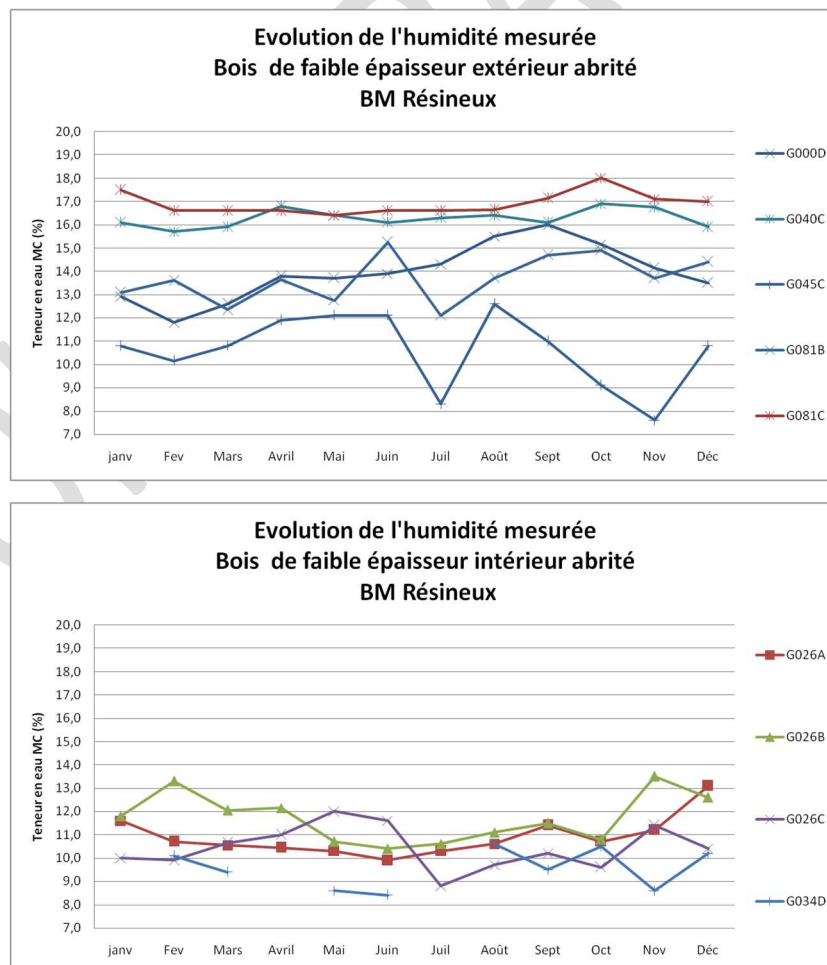 Evolution de l'humidité mesurée
Bois de faible épaisseur extérieur abrité
BM Résineux
Teneur en eau MC (%)
20,0
19,0
18,0
17,0
16,0
15,0
14,0
13,0
12,0
11,0
10,0
9,0
8,0
7,0
janv Fev Mars Avril Mai Juin Juil Août Sept Oct Nov Déc
G000D
G040C
G045C
G081B
G081C
Evolution de l'humidité mesurée
Bois de faible épaisseur intérieur abrité
BM Résineux
Teneur en eau MC (%)
20,0
19,0
18,0
17,0
16,0
15,0
14,0
13,0
12,0
11,0
10,0
9,0
8,0
7,0
janv Fev Mars Avril Mai Juin Juil Août Sept Oct Nov Déc
G026A
G026B
G026C
G034D